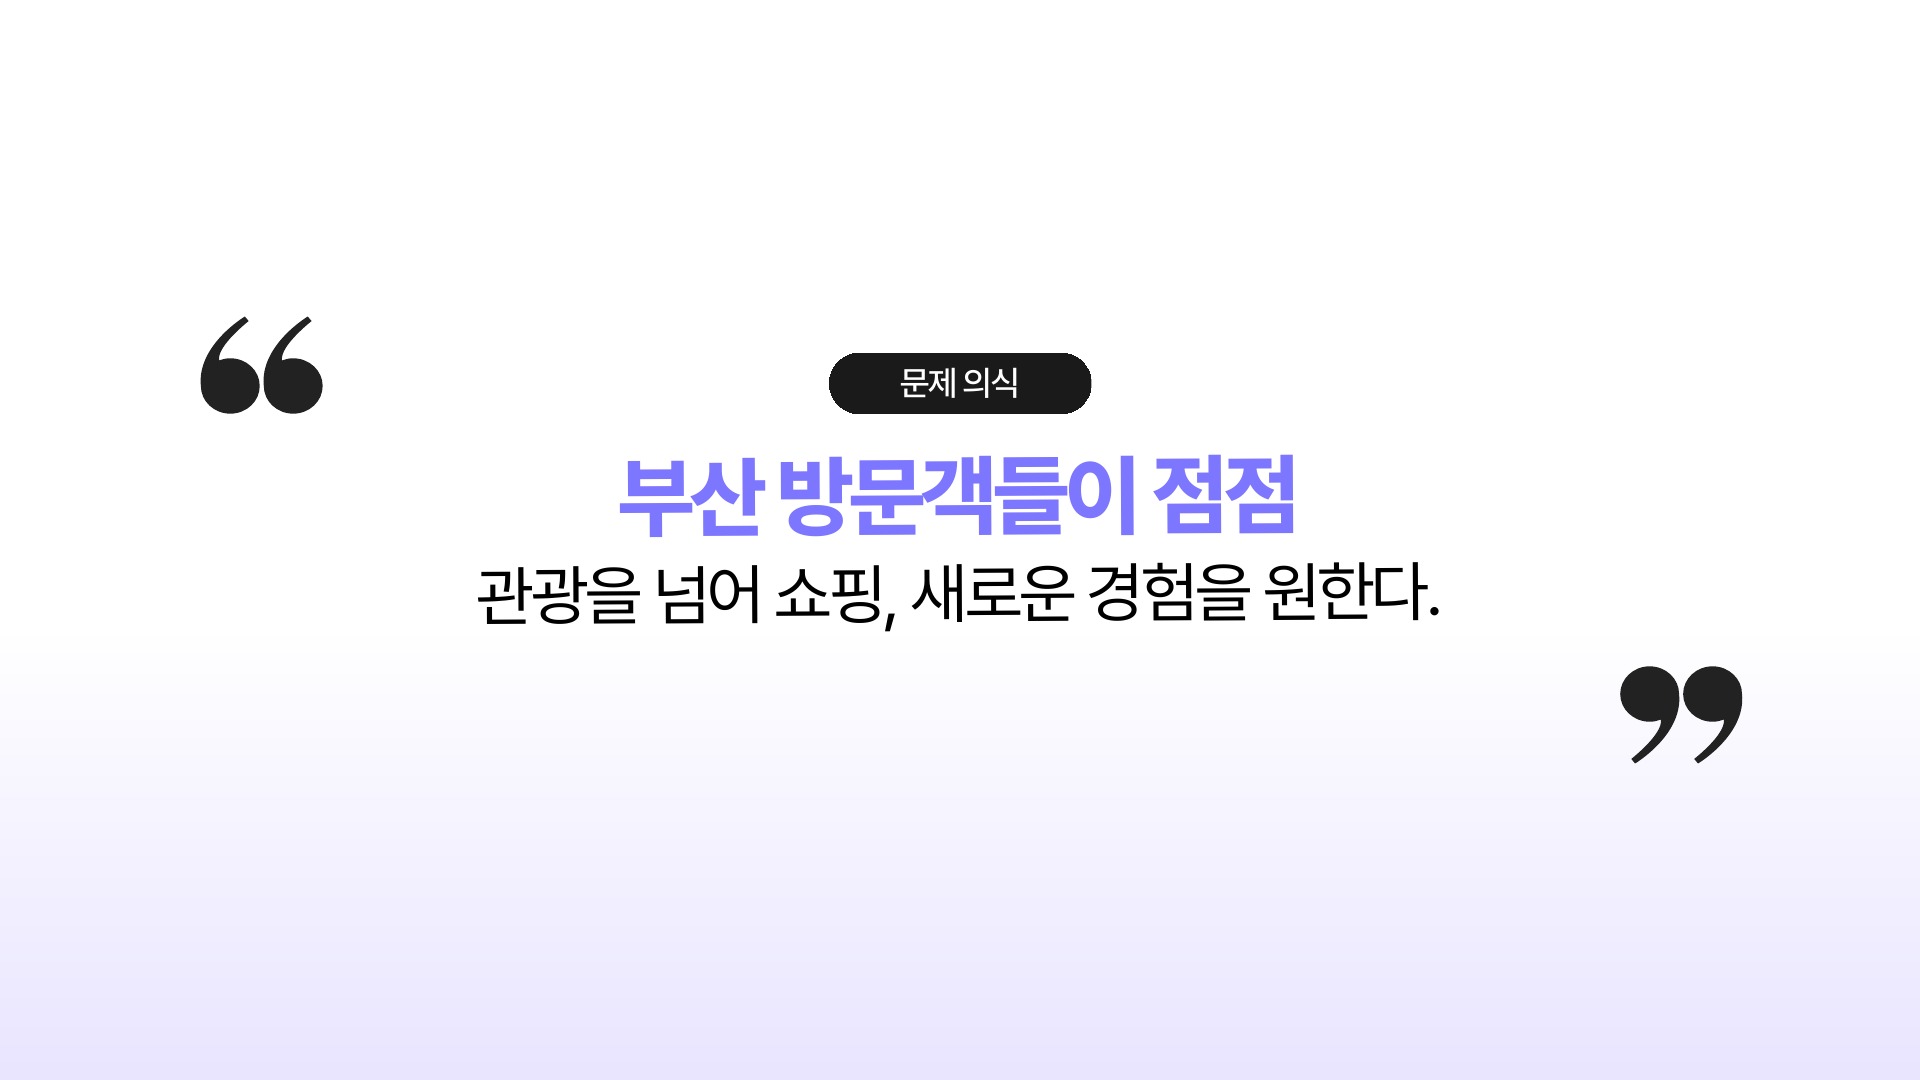 “
문제 의식
부산 방문객들이 점점
관광을 넘어 쇼핑, 새로운 경험을 원한다.
”